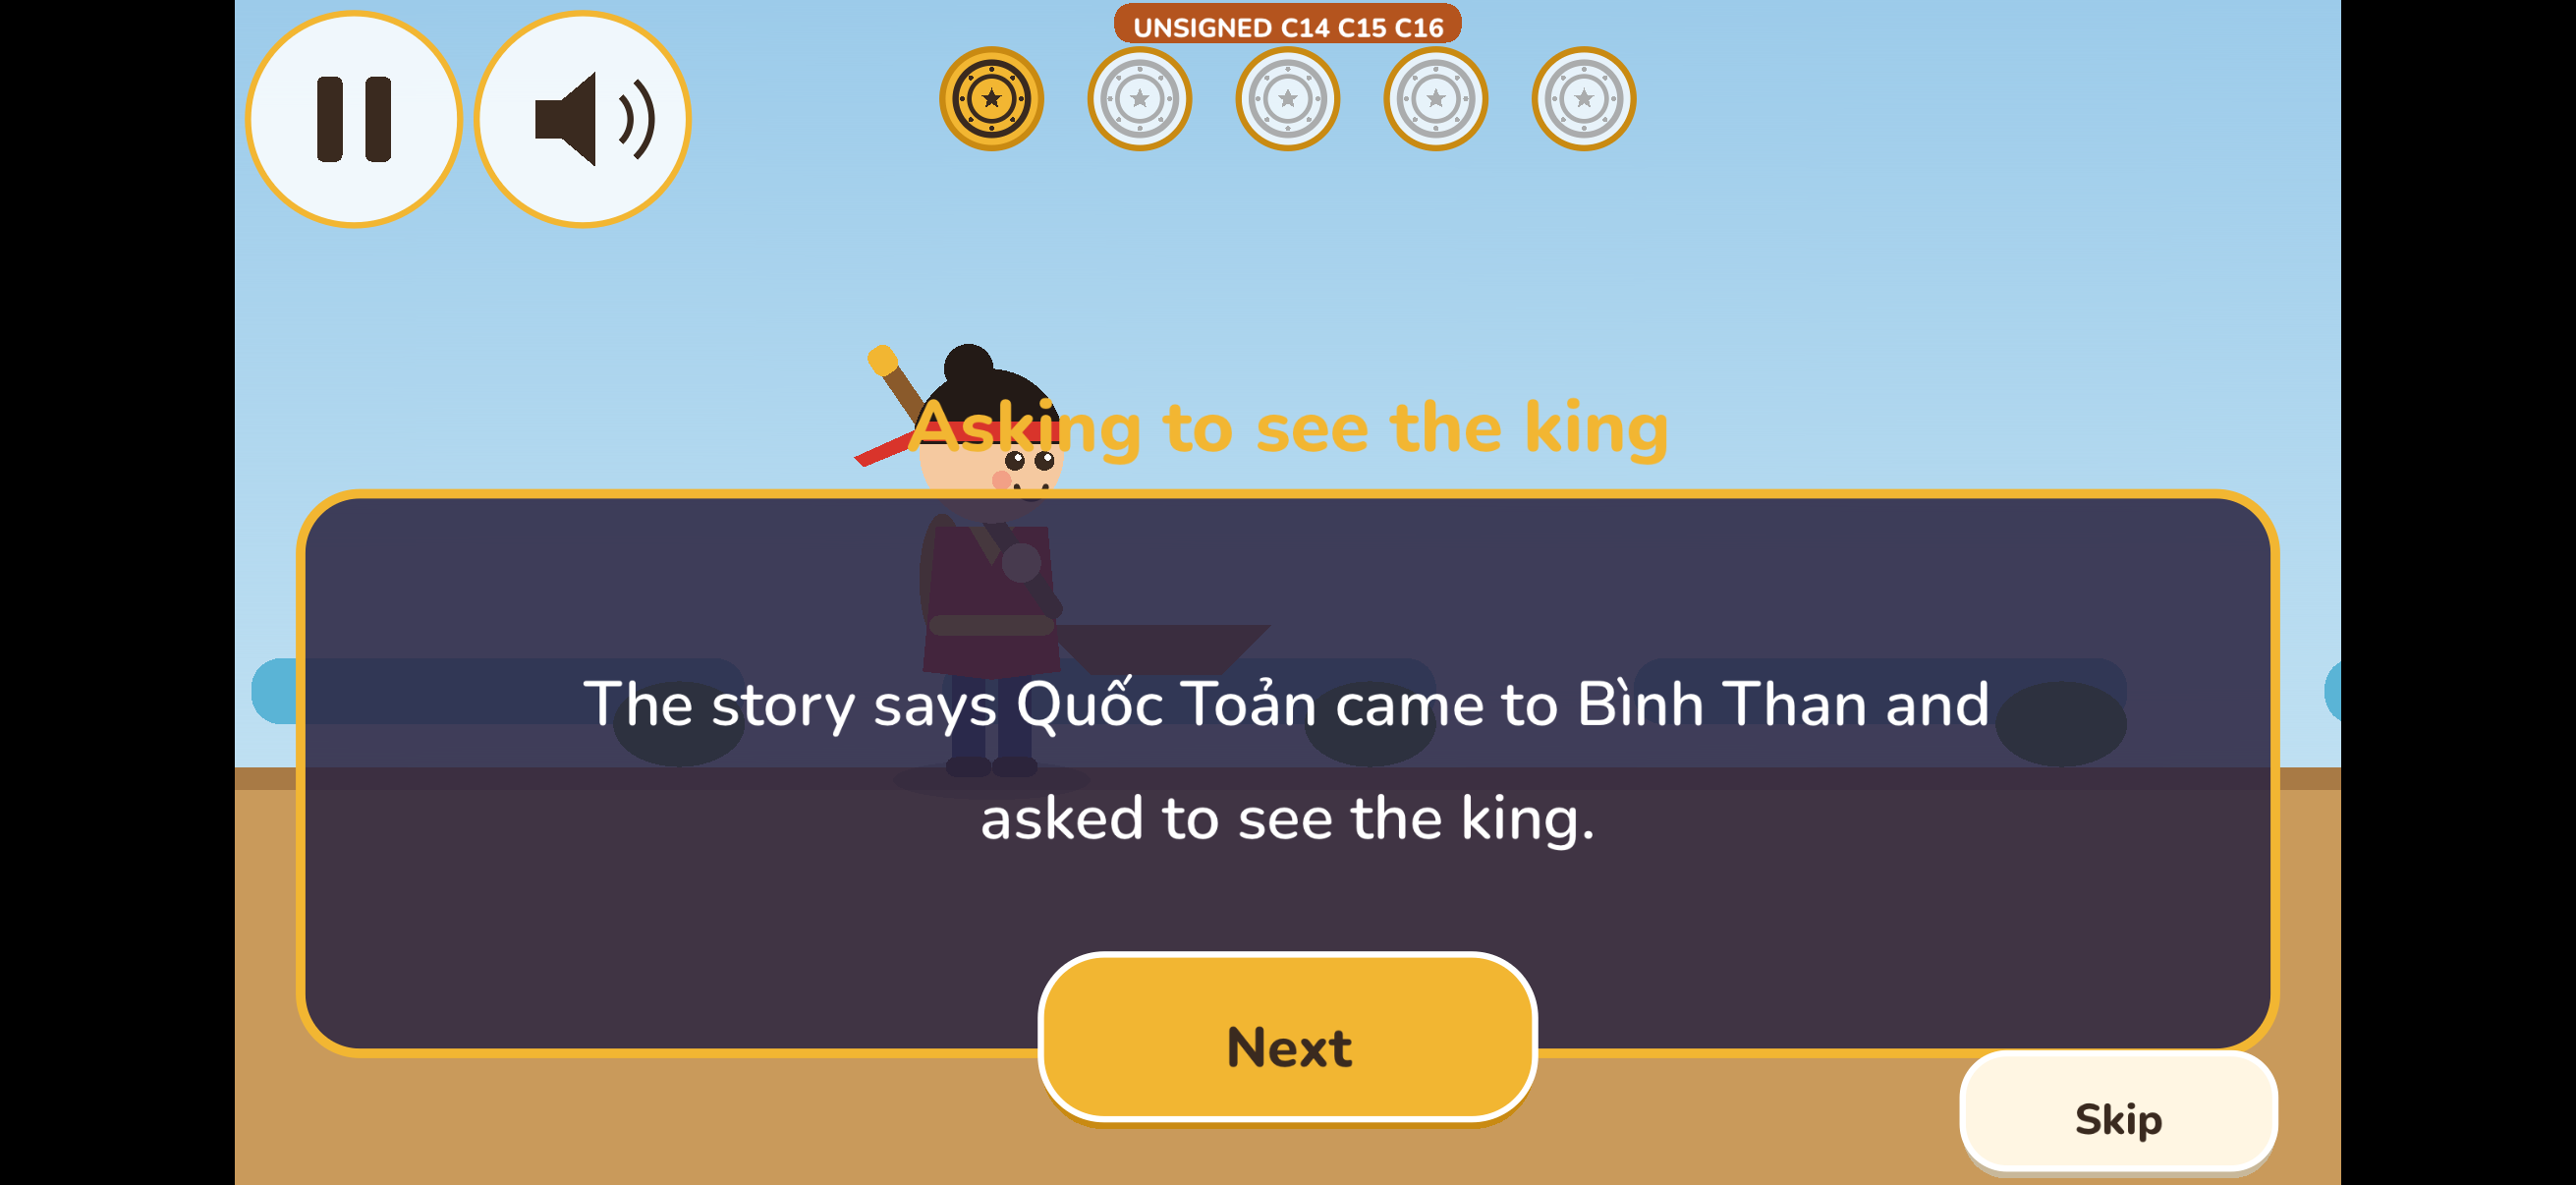 UNSIGNED C14 C15 C16
Asking to see the king
The story says Quốc Toản came to Bình Than and
asked to see the king.
Next
Skip